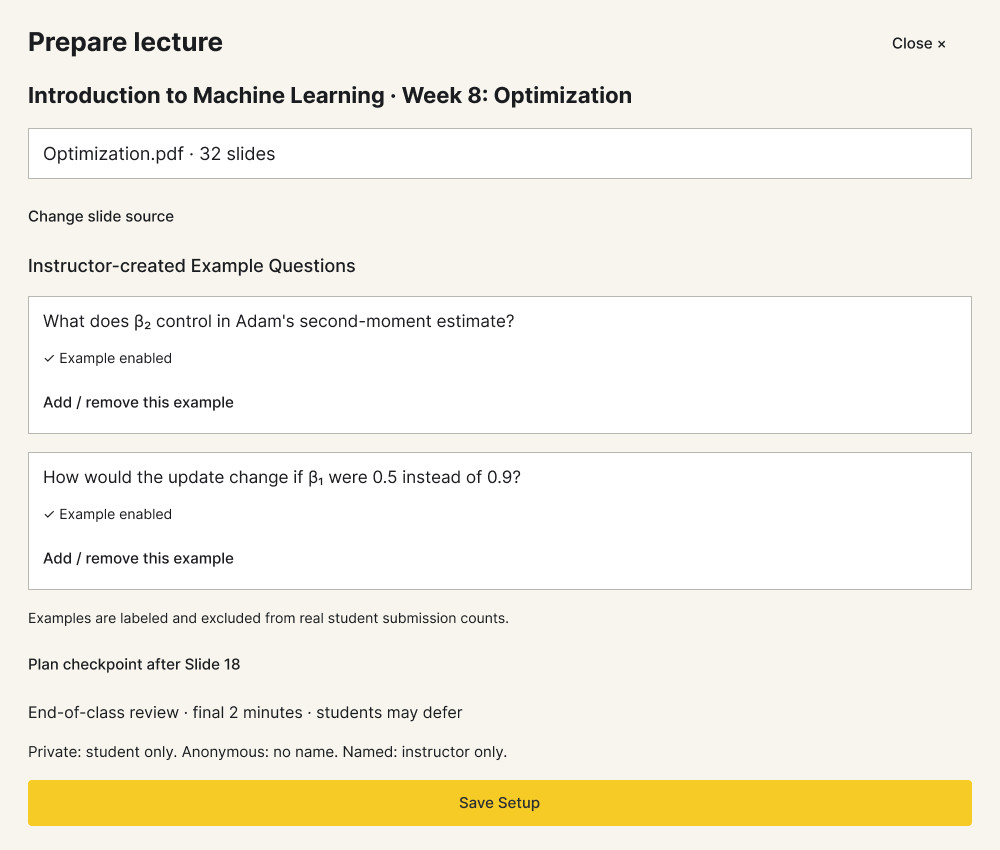 Prepare lecture
Close ×
Introduction to Machine Learning · Week 8: Optimization
Optimization.pdf · 32 slides
Change slide source
Instructor-created Example Questions
What does β₂ control in Adam's second-moment estimate?
✓ Example enabled
Add / remove this example
How would the update change if β₁ were 0.5 instead of 0.9?
✓ Example enabled
Add / remove this example
Examples are labeled and excluded from real student submission counts.
Plan checkpoint after Slide 18
End-of-class review · final 2 minutes · students may defer
Private: student only. Anonymous: no name. Named: instructor only.
Save Setup